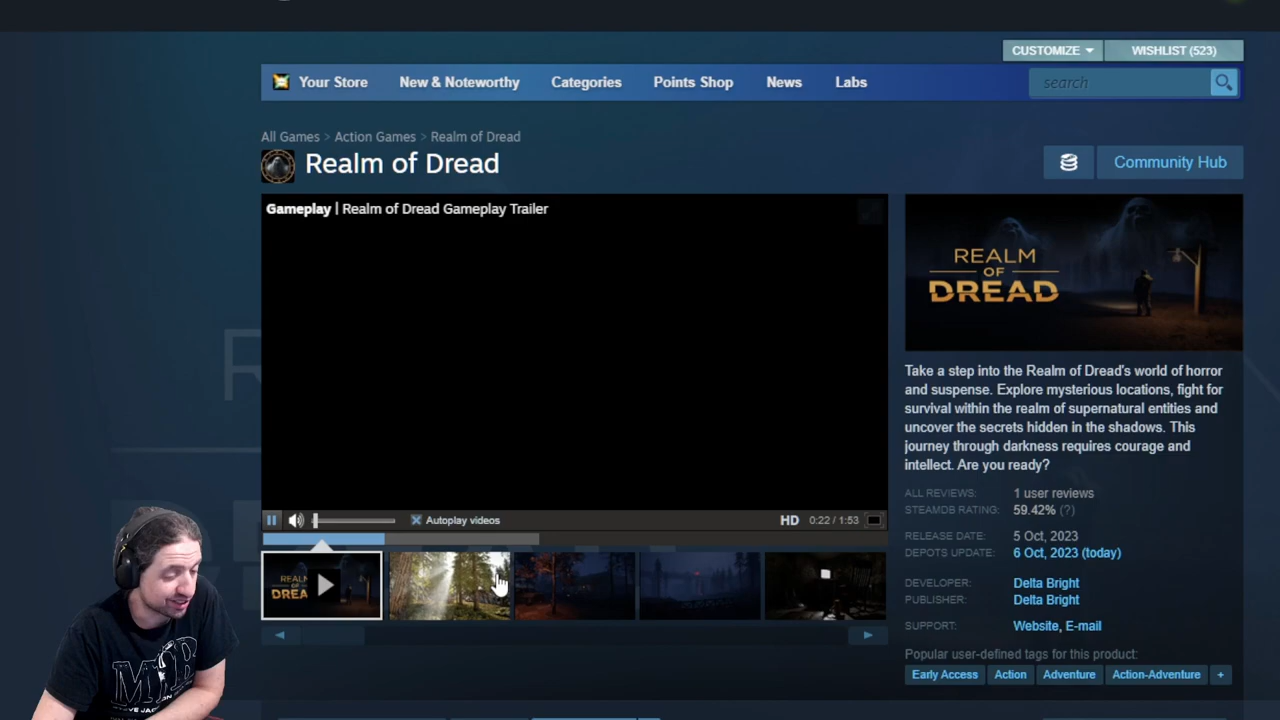 CUSTOMIZE
WISHLIST (523)
Your Store
New & Noteworthy
Categories
Points Shop
News
Labs
search
All Games > Action Games > Realm of Dread
Realm of Dread
Community Hub
Gameplay | Realm of Dread Gameplay Trailer
REALM
OF
DREAD
Take a step into the Realm of Dread's world of horror
and suspense. Explore mysterious locations, fight for
survival within the realm of supernatural entities and
uncover the secrets hidden in the shadows. This
journey through darkness requires courage and
intellect. Are you ready?
ALL REVIEWS: 1 user reviews
STEAMDB RATING: 59.42% (?)
RELEASE DATE: 5 Oct, 2023
DEPOTS UPDATE: 6 Oct, 2023 (today)
DEVELOPER: Delta Bright
PUBLISHER: Delta Bright
SUPPORT: Website, E-mail
Popular user-defined tags for this product:
Early Access
Action
Adventure
Action-Adventure
+
Autoplay videos
HD
0:22 / 1:53